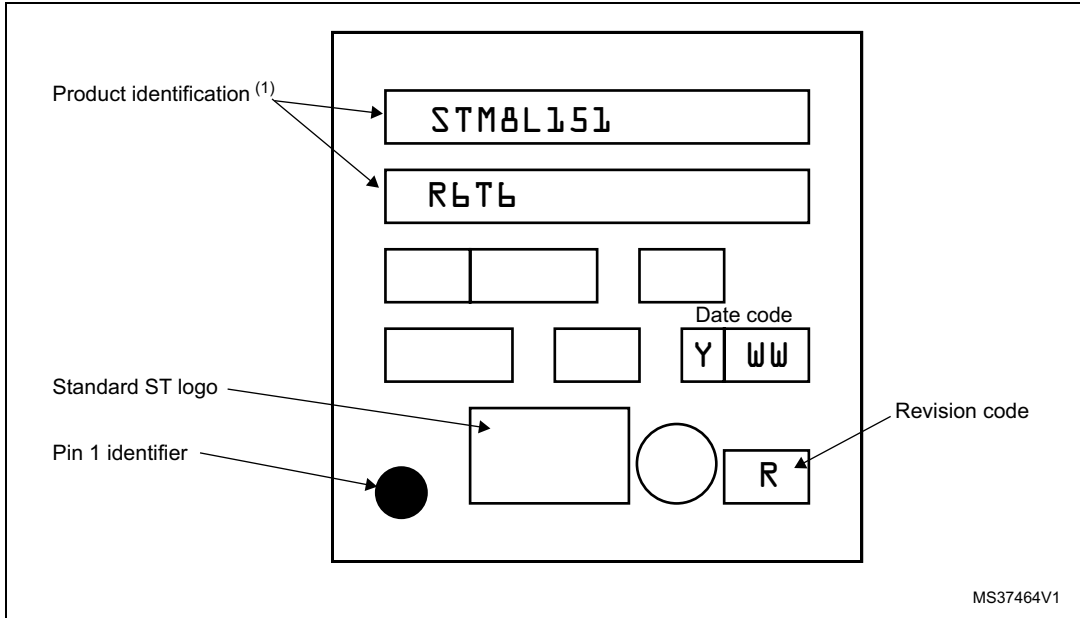 Product identification (1)
STM8L151
R6T6
Date code
Y WW
Standard ST logo
Revision code
Pin 1 identifier
R
MS37464V1